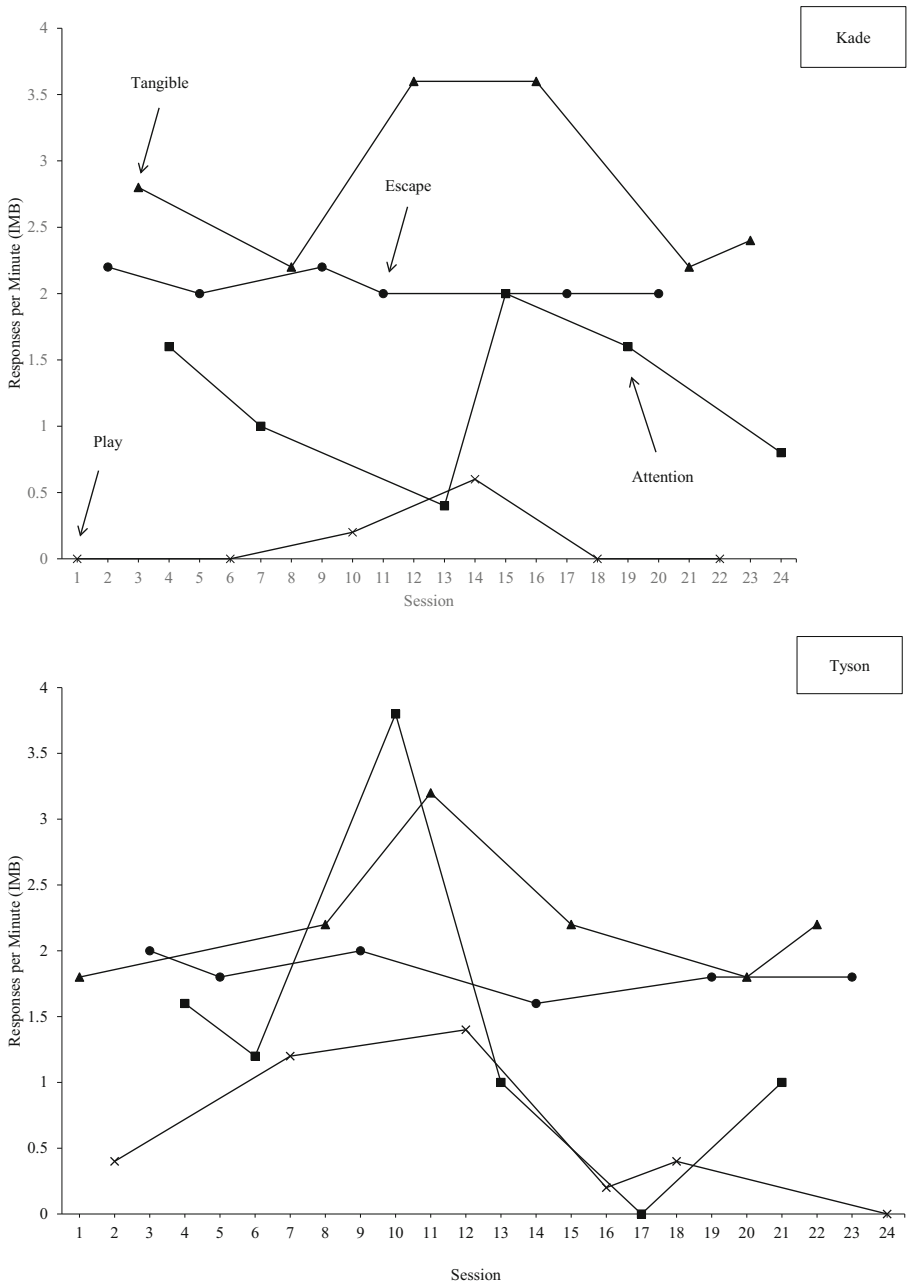 Kade
4
Tangible
3.5
3
Escape
2.5
2
Responses per Minute (IMB)
1.5
1
Play
Attention
0.5
0
1 2 3 4 5 6 7 8 9 10 11 12 13 14 15 16 17 18 19 20 21 22 23 24
Session
Tyson
4
3.5
3
2.5
2
Responses per Minute (IMB)
1.5
1
0.5
0
1 2 3 4 5 6 7 8 9 10 11 12 13 14 15 16 17 18 19 20 21 22 23 24
Session